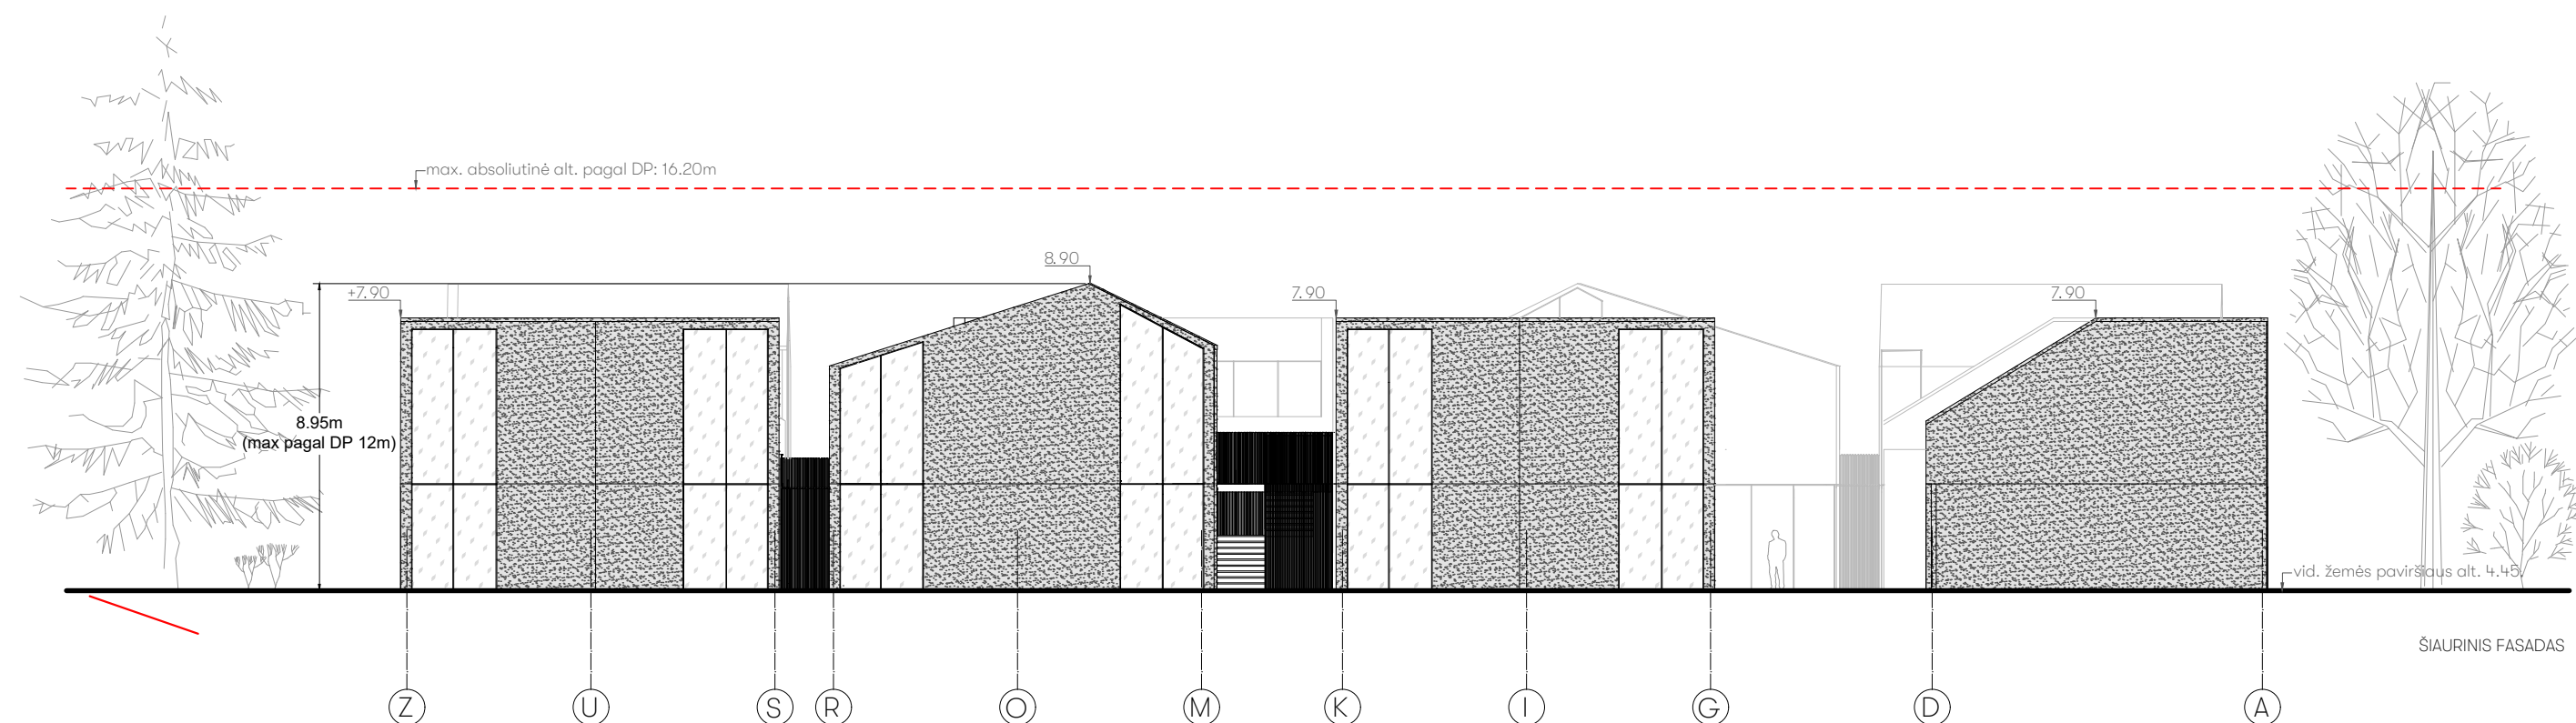 max. absoliutinė alt. pagal DP: 16.20m
8.90
+7.90
7.90
7.90
8.95m
(max pagal DP 12m)
vid. žemės paviršiaus alt. 4.45.
ŠIAURINIS FASADAS
Z U S R O M K I G D A